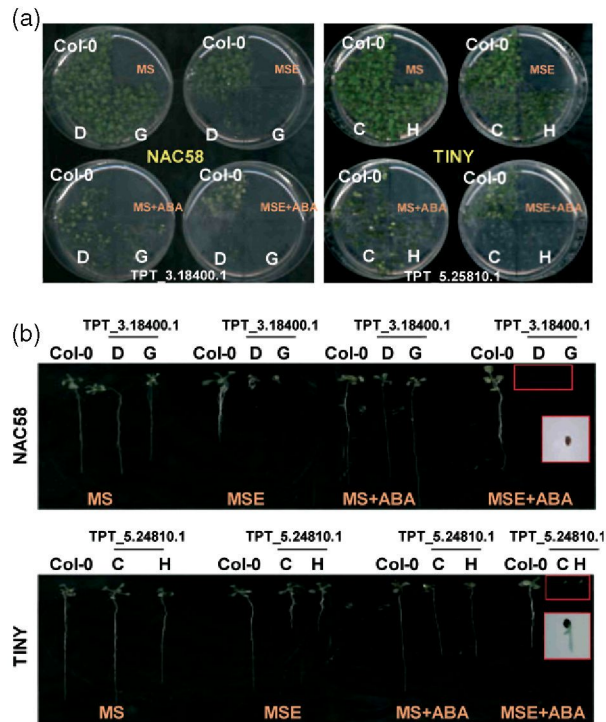 (a)
Col-0 MS D G
Col-0 MSE D G
NAC58
Col-0 MS+ABA D G
Col-0 MSE+ABA D G
TPT_3.18400.1
Col-0 MS C H
Col-0 MSE C H
TINY
Col-0 MS+ABA C H
Col-0 MSE+ABA C H
TPT_5.25810.1
(b)
TPT_3.18400.1 TPT_3.18400.1 TPT_3.18400.1 TPT_3.18400.1
Col-0 D G Col-0 D G Col-0 D G Col-0 D G
NAC58
MS MSE MS+ABA MSE+ABA
TPT_5.24810.1 TPT_5.24810.1 TPT_5.24810.1 TPT_5.24810.1
Col-0 C H Col-0 C H Col-0 C H Col-0 C H
TINY
MS MSE MS+ABA MSE+ABA